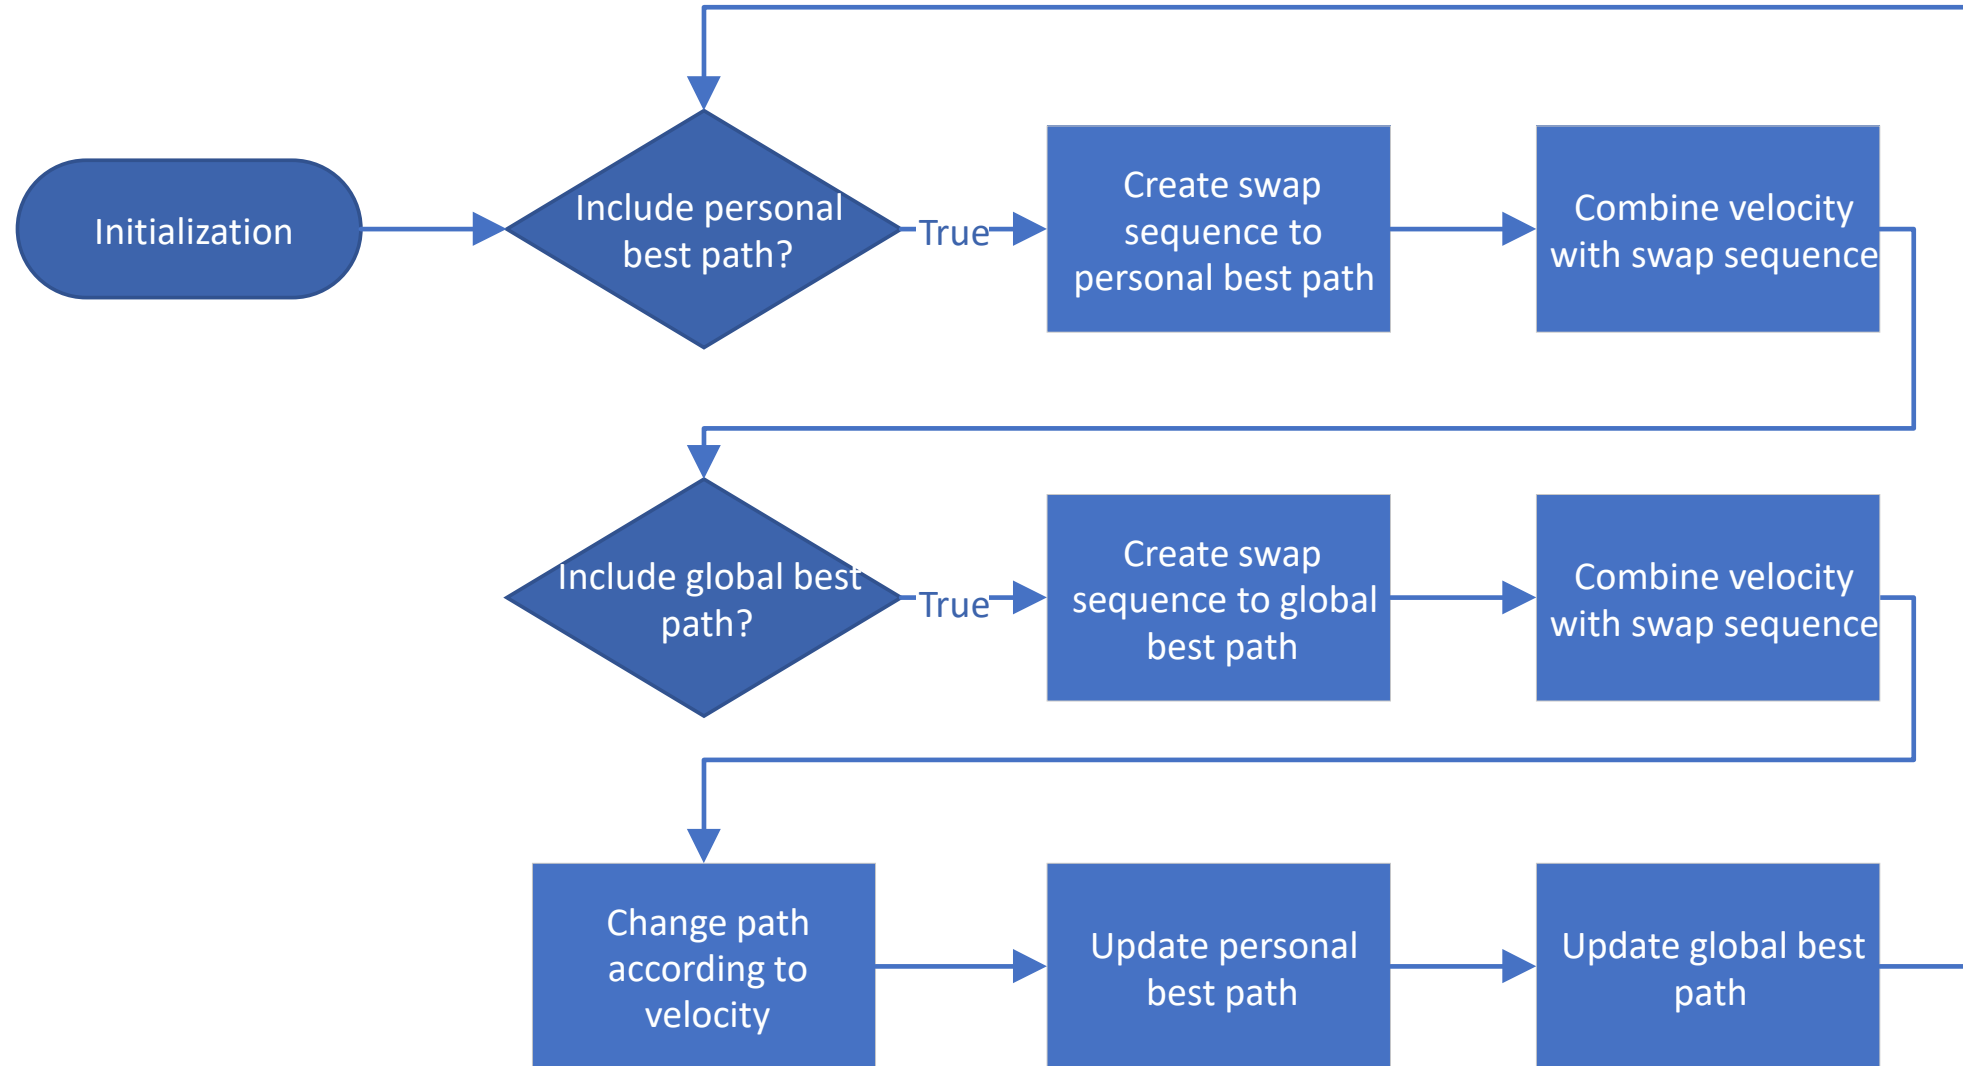 Initialization
Include personal
best path?
True
Create swap
sequence to
personal best path
Combine velocity
with swap sequence
Include global best
path?
True
Create swap
sequence to global
best path
Combine velocity
with swap sequence
Change path
according to
velocity
Update personal
best path
Update global best
path